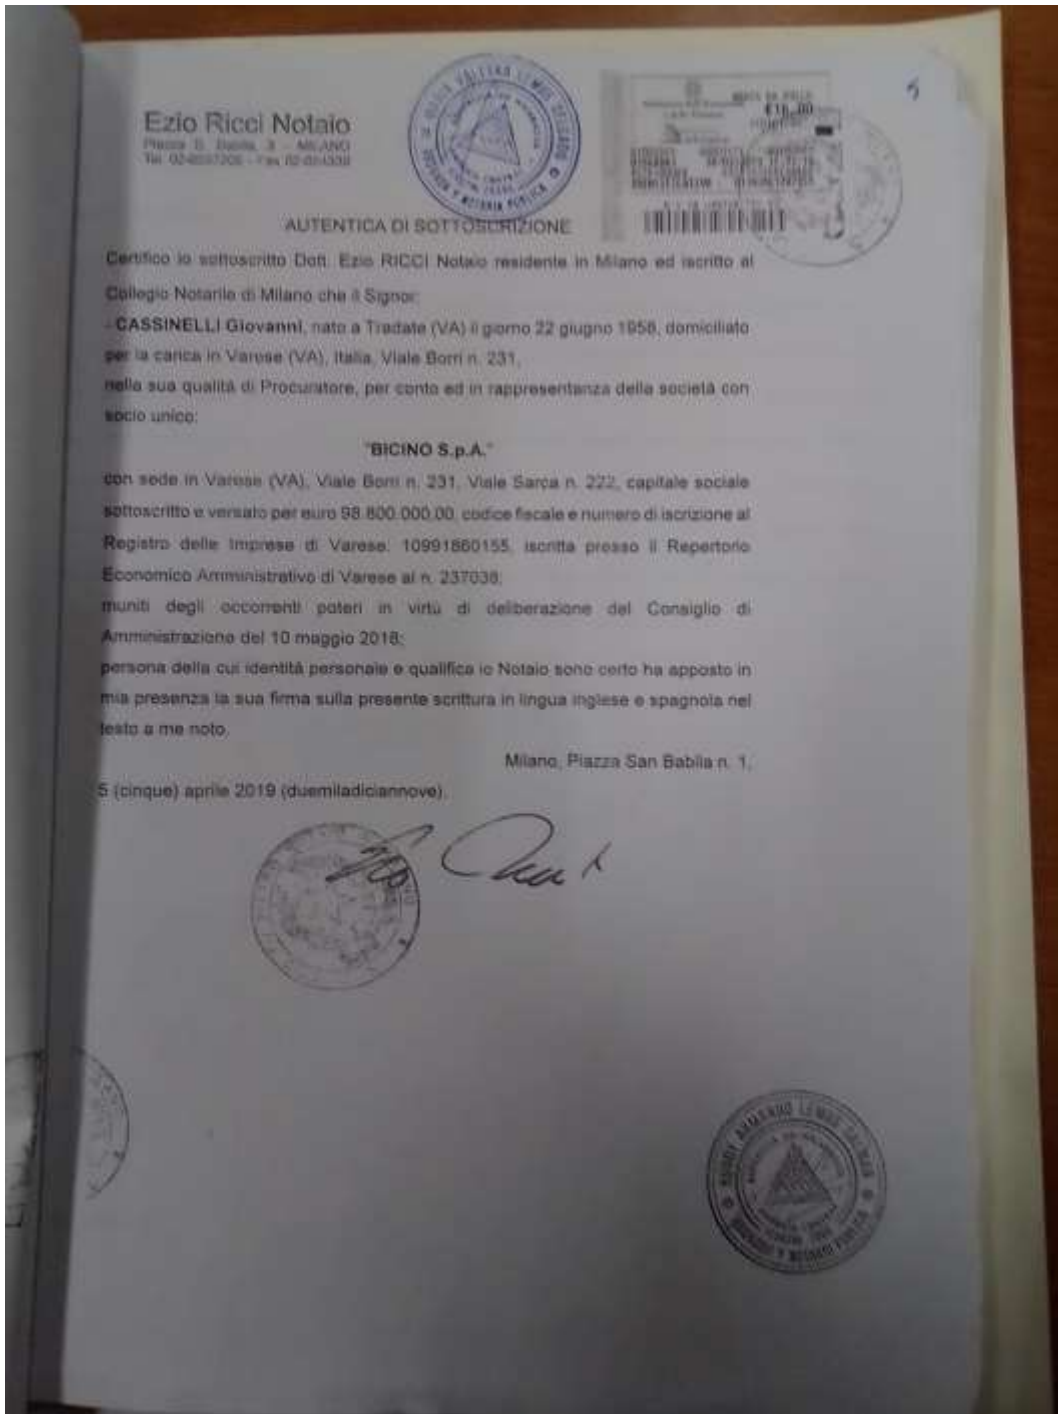 5
Ezio Ricci Notaio
Piazza S. Babila, 3 - MILANO
€16,00
AUTENTICA DI SOTTOSCRIZIONE
Certifico io sottoscritto Dott. Ezio RICCI Notaio residente in Milano ed iscritto al
Collegio Notarile di Milano che il Signor:
- CASSINELLI Giovanni, nato a Tradate (VA) il giorno 22 giugno 1958, domiciliato
per la carica in Varese (VA), Italia, Viale Borri n. 231,
nella sua qualità di Procuratore, per conto ed in rappresentanza della società con
socio unico:
"BICINO S.p.A."
con sede in Varese (VA), Viale Borri n. 231, Viale Sarca n. 222, capitale sociale
sottoscritto e versato per euro 98.800.000,00, codice fiscale e numero di iscrizione al
Registro delle Imprese di Varese: 10991860155, iscritta presso il Repertorio
Economico Amministrativo di Varese al n. 237038;
muniti degli occorrenti poteri in virtù di deliberazione del Consiglio di
Amministrazione del 10 maggio 2018;
persona della cui identità personale e qualifica io Notaio sono certo ha apposto in
mia presenza la sua firma sulla presente scrittura in lingua inglese e spagnola nel
testo a me noto.
Milano, Piazza San Babila n. 1,
5 (cinque) aprile 2019 (duemiladiciannove).